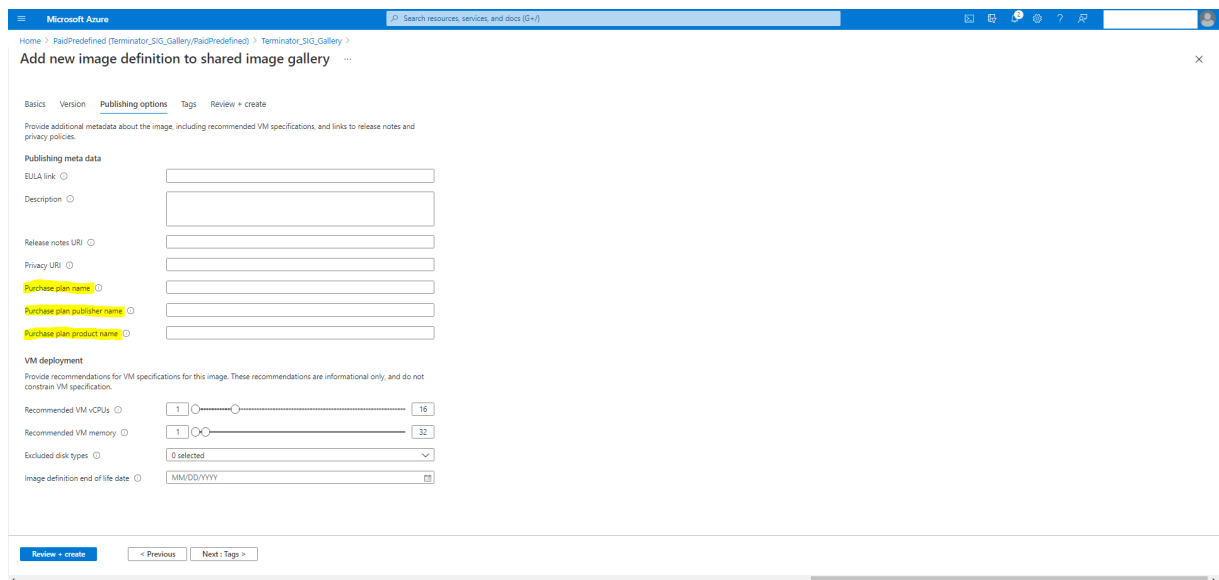 Microsoft Azure
Search resources, services, and docs (G+/)
2
Home > PaidPredefined (Terminator_SIG_Gallery/PaidPredefined) > Terminator_SIG_Gallery >
Add new image definition to shared image gallery ...
Basics Version Publishing options Tags Review + create
Provide additional metadata about the image, including recommended VM specifications, and links to release notes and
privacy policies.
Publishing meta data
EULA link
Description
Release notes URI
Privacy URI
Purchase plan name
Purchase plan publisher name
Purchase plan product name
VM deployment
Provide recommendations for VM specifications for this image. These recommendations are informational only, and do not
constrain VM specification.
Recommended VM vCPUs 1 16
Recommended VM memory 1 32
Excluded disk types 0 selected
Image definition end of life date MM/DD/YYYY
Review + create < Previous Next : Tags >